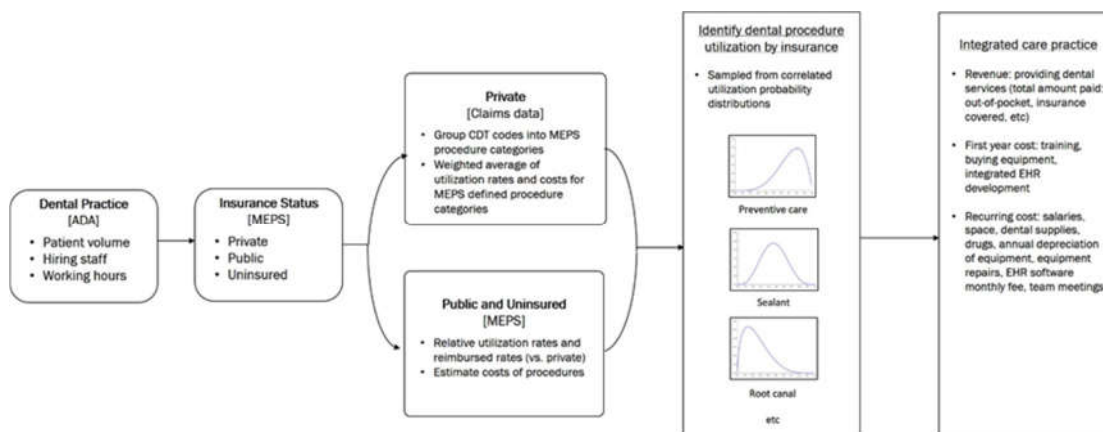 Dental Practice
[ADA]
• Patient volume
• Hiring staff
• Working hours
Insurance Status
[MEPS]
• Private
• Public
• Uninsured
Private
[Claims data]
• Group CDT codes into MEPS
procedure categories
• Weighted average of
utilization rates and costs for
MEPS defined procedure
categories
Public and Uninsured
[MEPS]
• Relative utilization rates and
reimbursed rates (vs. private)
• Estimate costs of procedures
Identify dental procedure
utilization by insurance
• Sampled from correlated
utilization probability
distributions
Preventive care
Sealant
Root canal
etc
Integrated care practice
• Revenue: providing dental
services (total amount paid:
out-of-pocket, insurance
covered, etc)
• First year cost: training,
buying equipment,
integrated EHR
development
• Recurring cost: salaries,
space, dental supplies,
drugs, annual depreciation
of equipment, equipment
repairs, EHR software
monthly fee, team meetings